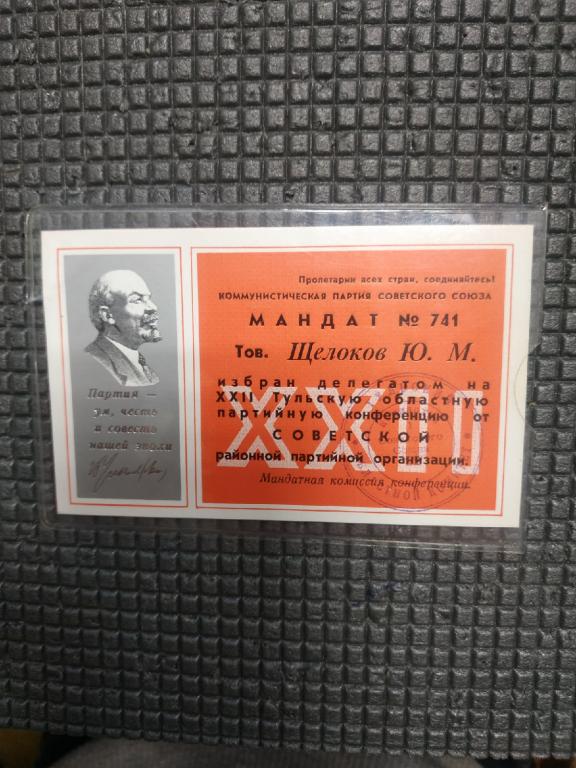 Партия —
ум, честь
и совесть
нашей эпохи
Пролетарии всех стран, соединяйтесь!
КОММУНИСТИЧЕСКАЯ ПАРТИЯ СОВЕТСКОГО СОЮЗА
МАНДАТ № 741
Тов. Щелоков Ю. М.
избран делегатом на
XXII Тульскую областную
партийную конференцию от
СОВЕТСКОЙ
районной партийной организации.
Мандатная комиссия конференции.
XXII